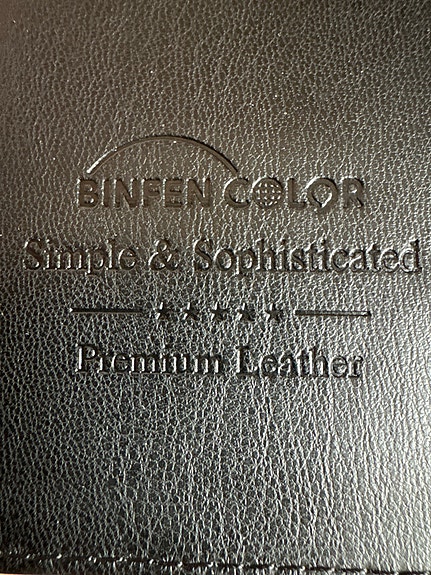 BINFEN COLOR
Simple & Sophisticated
★★★★★
Premium Leather